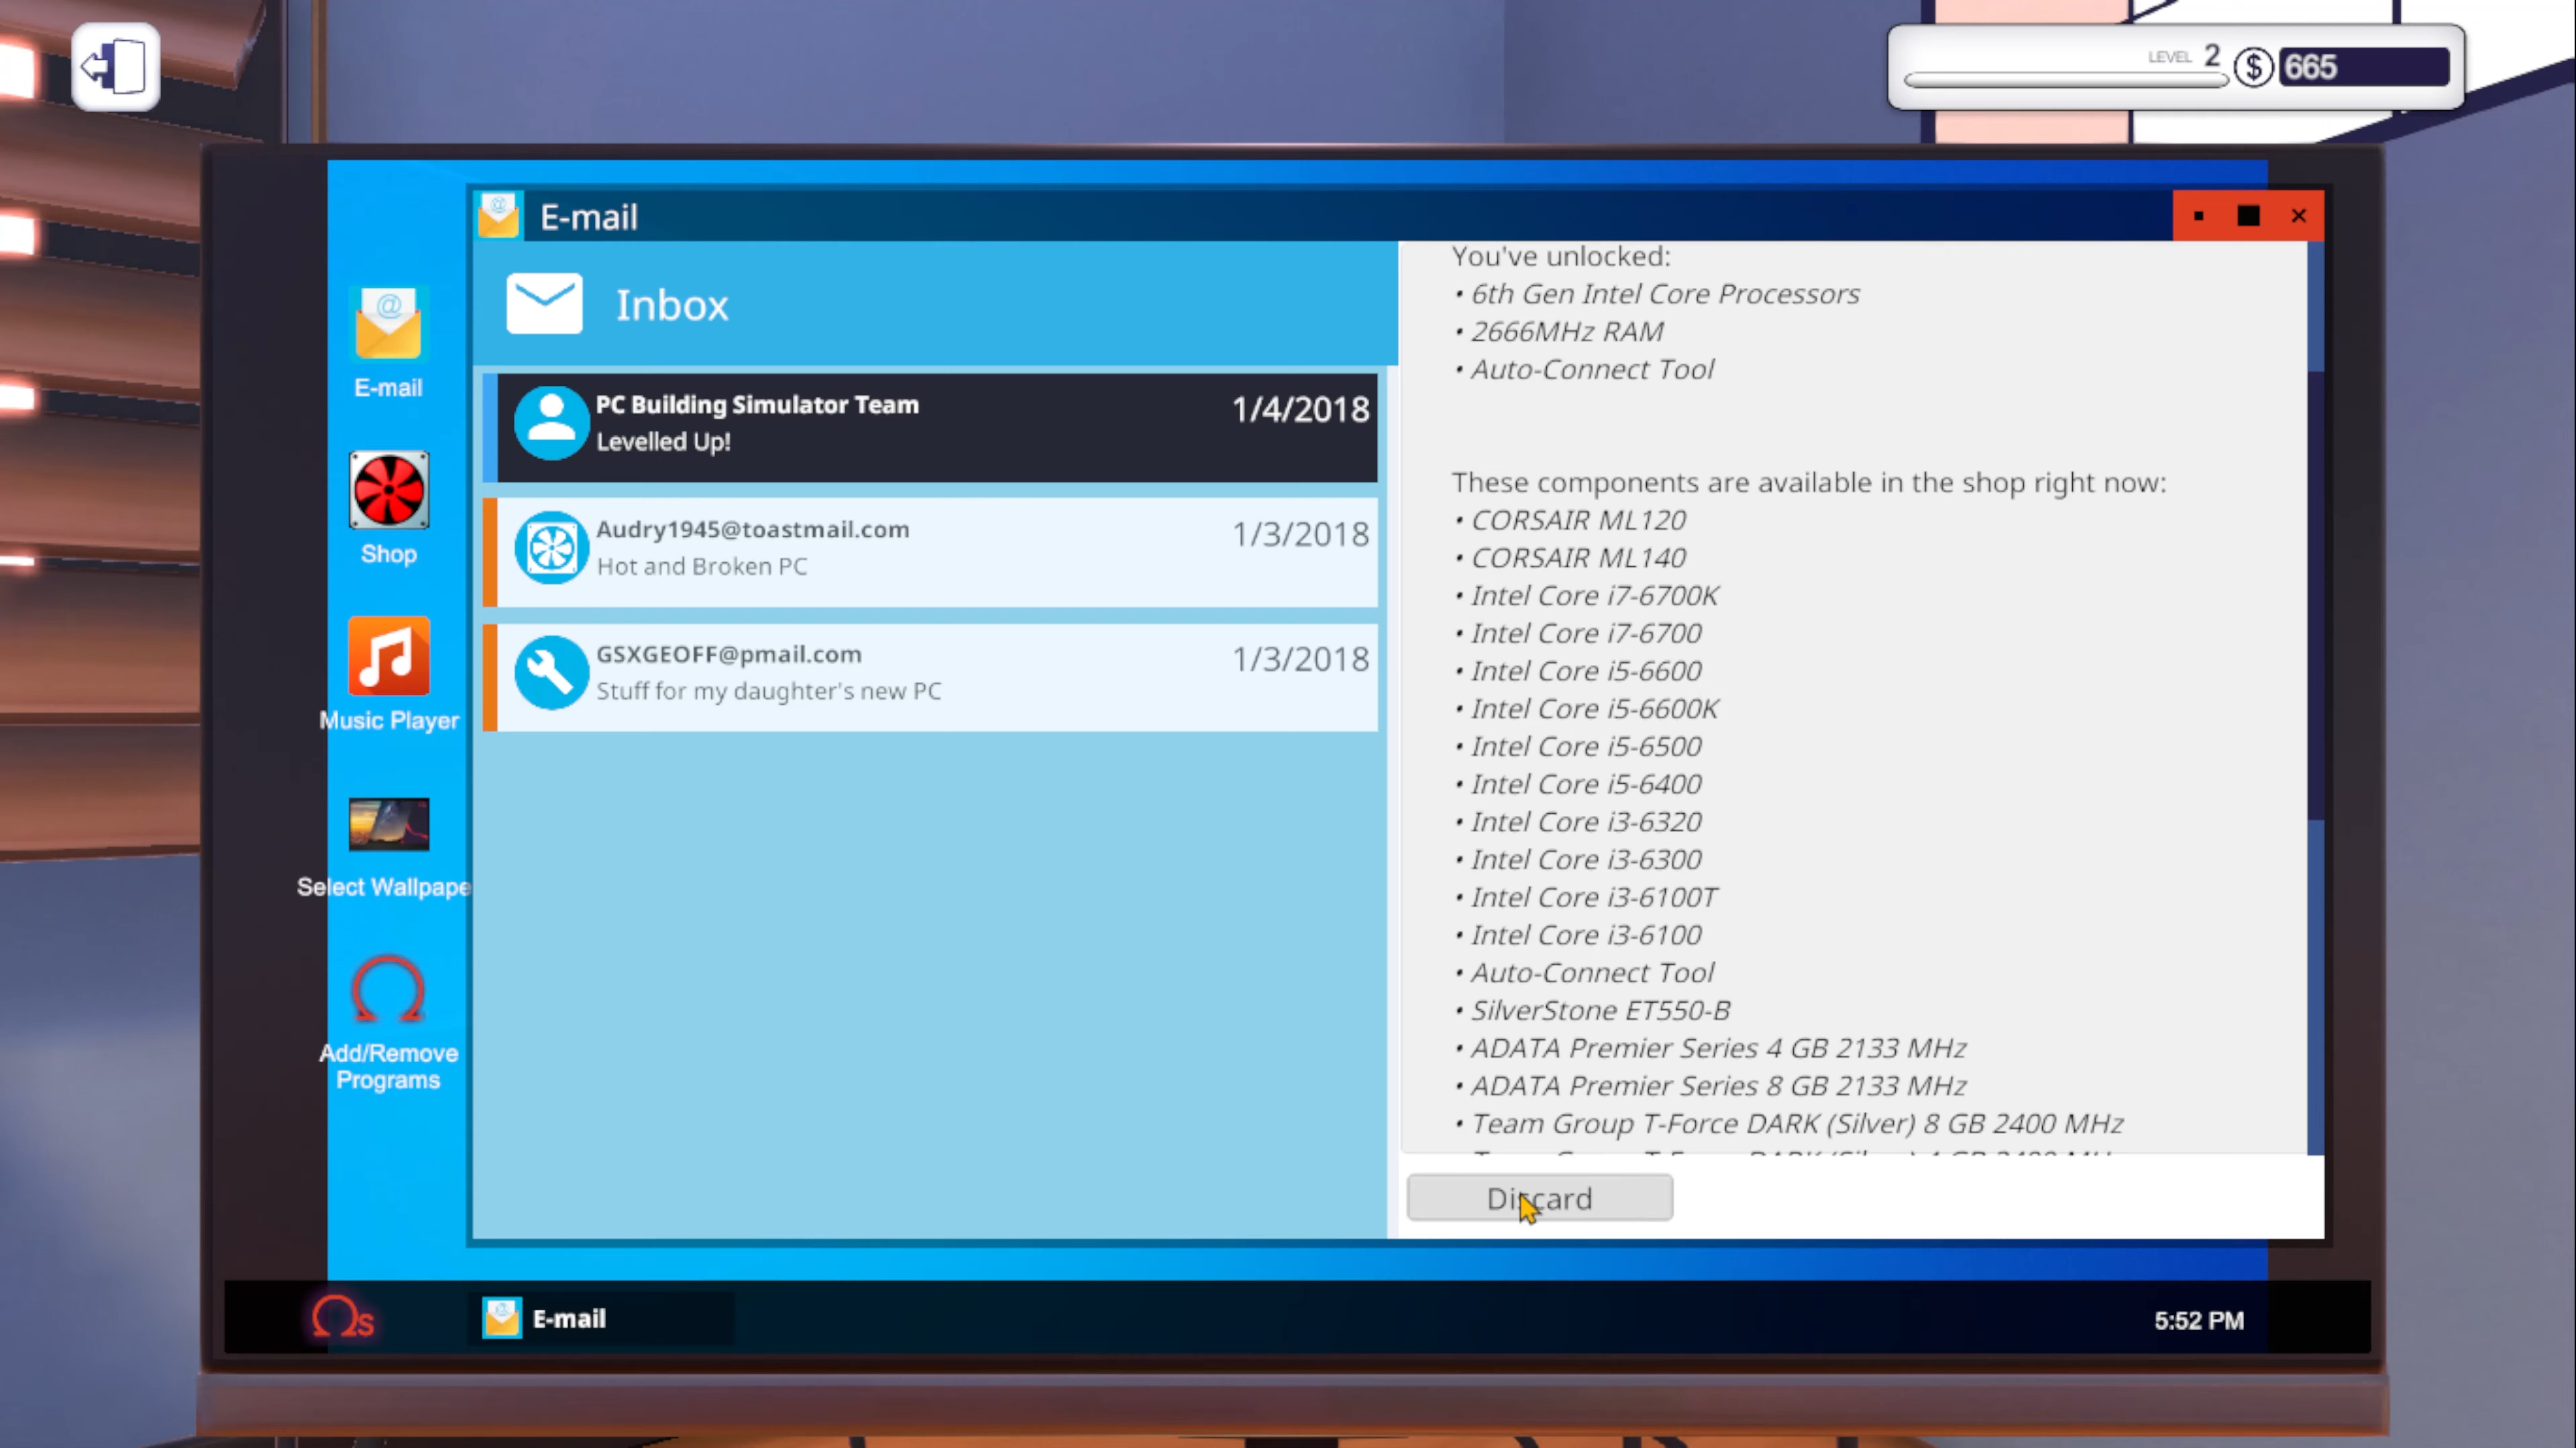 LEVEL 2 $ 665
E-mail
Inbox
PC Building Simulator Team 1/4/2018
Levelled Up!
Audry1945@toastmail.com 1/3/2018
Hot and Broken PC
GSXGEOFF@pmail.com 1/3/2018
Stuff for my daughter's new PC
You've unlocked:
• 6th Gen Intel Core Processors
• 2666MHz RAM
• Auto-Connect Tool
These components are available in the shop right now:
• CORSAIR ML120
• CORSAIR ML140
• Intel Core i7-6700K
• Intel Core i7-6700
• Intel Core i5-6600
• Intel Core i5-6600K
• Intel Core i5-6500
• Intel Core i5-6400
• Intel Core i3-6320
• Intel Core i3-6300
• Intel Core i3-6100T
• Intel Core i3-6100
• Auto-Connect Tool
• SilverStone ET550-B
• ADATA Premier Series 4 GB 2133 MHz
• ADATA Premier Series 8 GB 2133 MHz
• Team Group T-Force DARK (Silver) 8 GB 2400 MHz
Discard
E-mail
Shop
Music Player
Select Wallpape
Add/Remove
Programs
Ωs
E-mail
5:52 PM